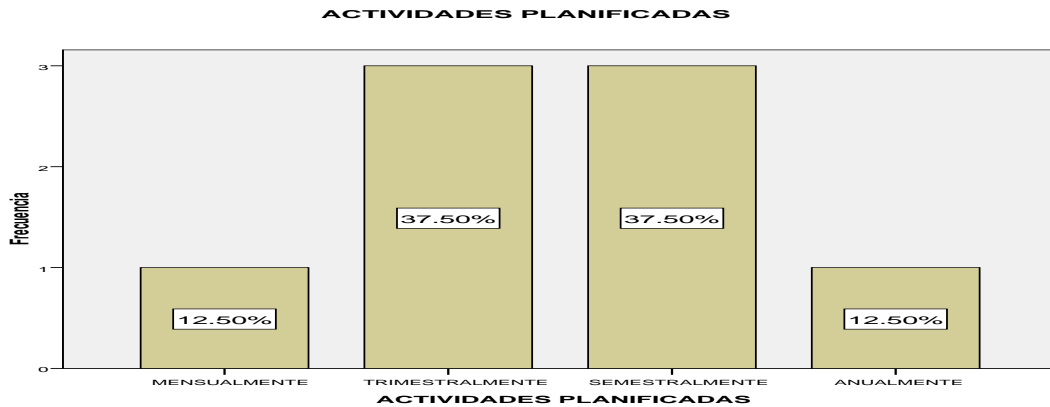 ACTIVIDADES PLANIFICADAS
Frecuencia
3
2
1
0
12.50%
37.50%
37.50%
12.50%
MENSUALMENTE
TRIMESTRALMENTE
SEMESTRALMENTE
ANUALMENTE
ACTIVIDADES PLANIFICADAS